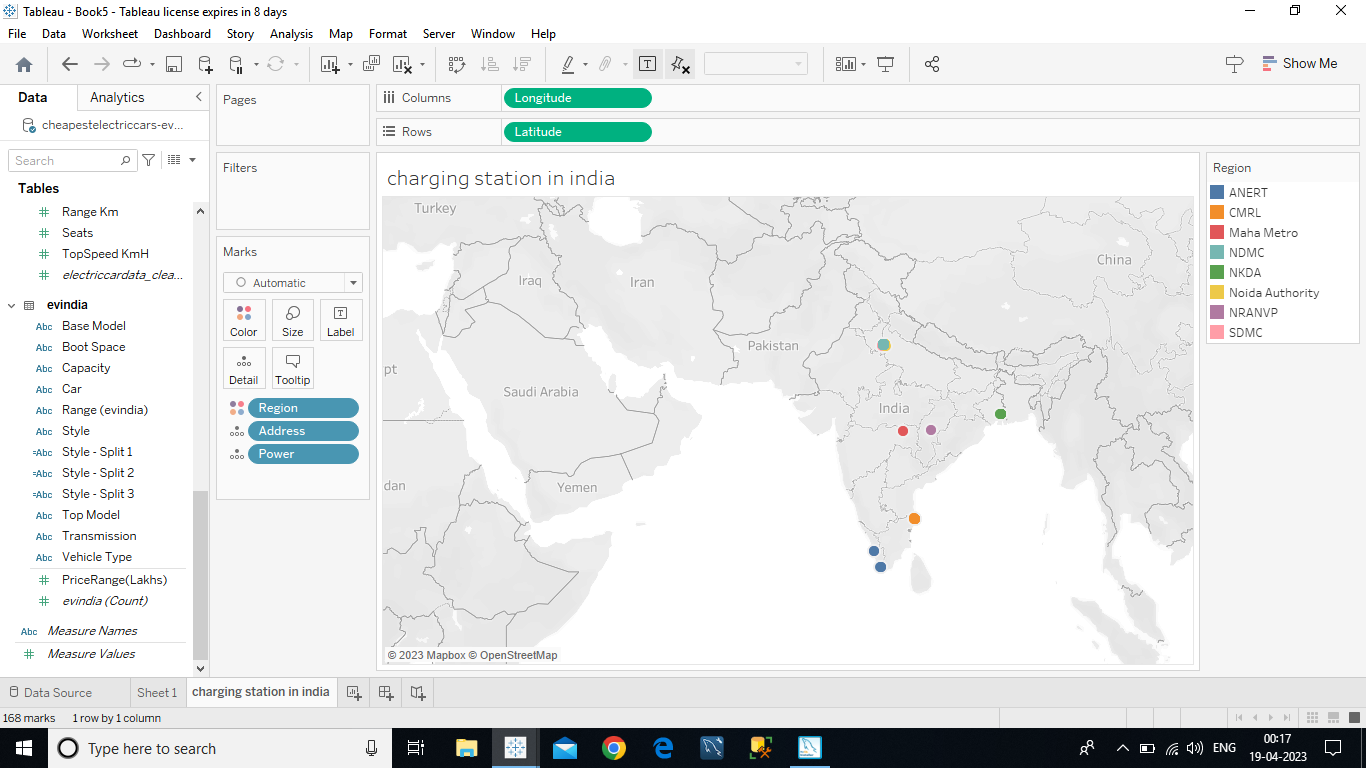 Tableau - Book5 - Tableau license expires in 8 days
File Data Worksheet Dashboard Story Analysis Map Format Server Window Help
Show Me
Data Analytics
cheapestelectriccars-ev...
Search
Tables
Range Km
Seats
TopSpeed KmH
electriccardata_clea...
evindia
Abc Base Model
Abc Boot Space
Abc Capacity
Abc Car
Abc Range (evindia)
Abc Style
=Abc Style - Split 1
=Abc Style - Split 2
=Abc Style - Split 3
Abc Top Model
Abc Transmission
Abc Vehicle Type
PriceRange(Lakhs)
evindia (Count)
Abc Measure Names
Measure Values
Pages
Filters
Marks
Automatic
Color Size Label
Detail Tooltip
Region
Address
Power
Columns Longitude
Rows Latitude
charging station in india
Turkey
China
Iraq
Iran
Pakistan
pt
Saudi Arabia
India
Yemen
dan
© 2023 Mapbox © OpenStreetMap
Region
ANERT
CMRL
Maha Metro
NDMC
NKDA
Noida Authority
NRANVP
SDMC
Data Source Sheet 1 charging station in india
168 marks 1 row by 1 column
Type here to search
ENG
00:17
19-04-2023